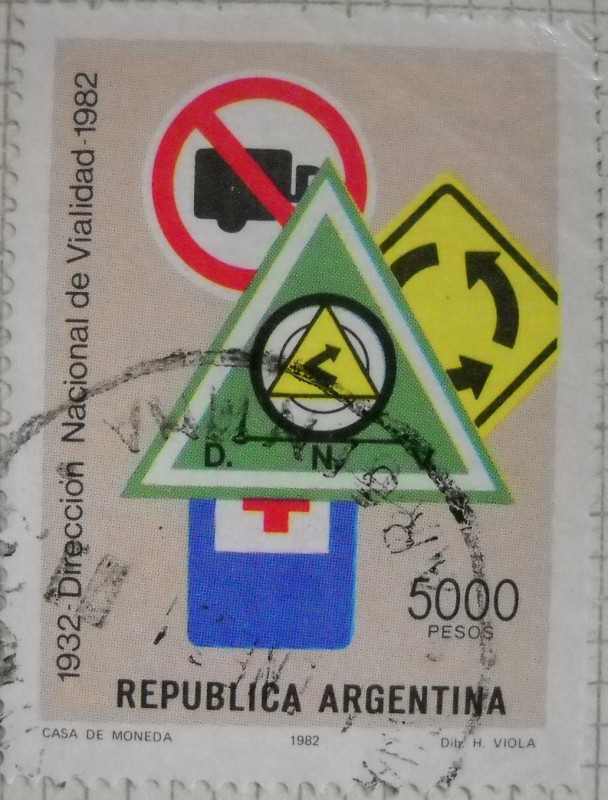 1932-Dirección Nacional de Vialidad-1982
D. N. V
5000
PESOS
REPUBLICA ARGENTINA
CASA DE MONEDA 1982 Dib. H. VIOLA